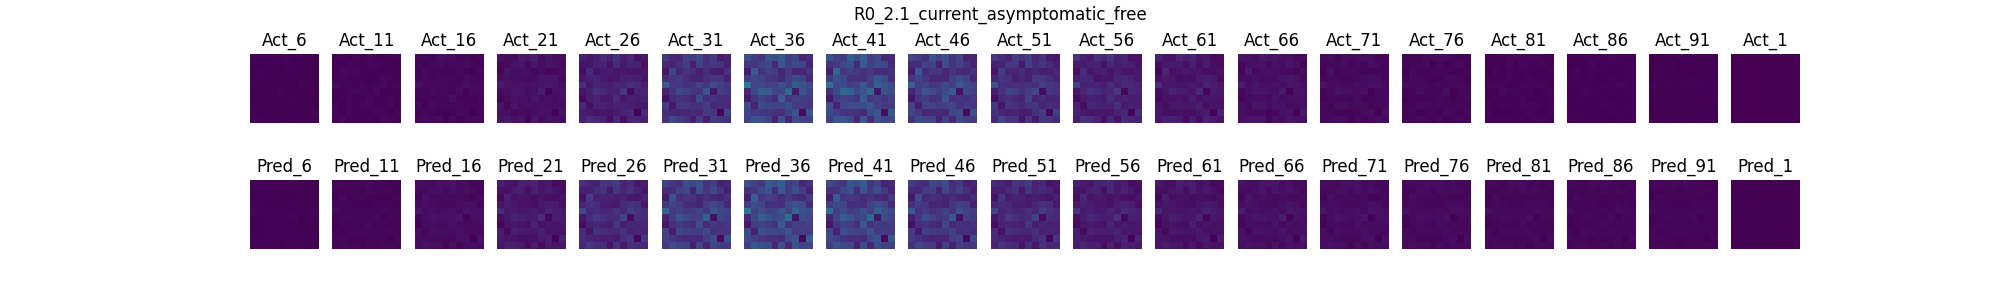 R0_2.1_current_asymptomatic_free
Act_6 Act_11 Act_16 Act_21 Act_26 Act_31 Act_36 Act_41 Act_46 Act_51 Act_56 Act_61 Act_66 Act_71 Act_76 Act_81 Act_86 Act_91 Act_1
Pred_6 Pred_11 Pred_16 Pred_21 Pred_26 Pred_31 Pred_36 Pred_41 Pred_46 Pred_51 Pred_56 Pred_61 Pred_66 Pred_71 Pred_76 Pred_81 Pred_86 Pred_91 Pred_1